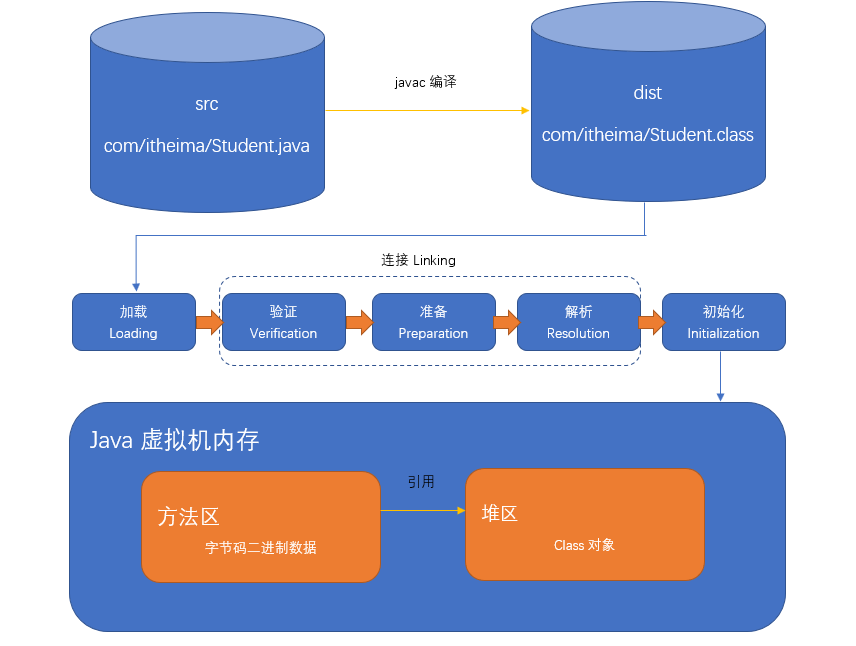 src
com/itheima/Student.java
javac 编译
dist
com/itheima/Student.class
连接 Linking
加载
Loading
验证
Verification
准备
Preparation
解析
Resolution
初始化
Initialization
Java 虚拟机内存
方法区
字节码二进制数据
引用
堆区
Class 对象